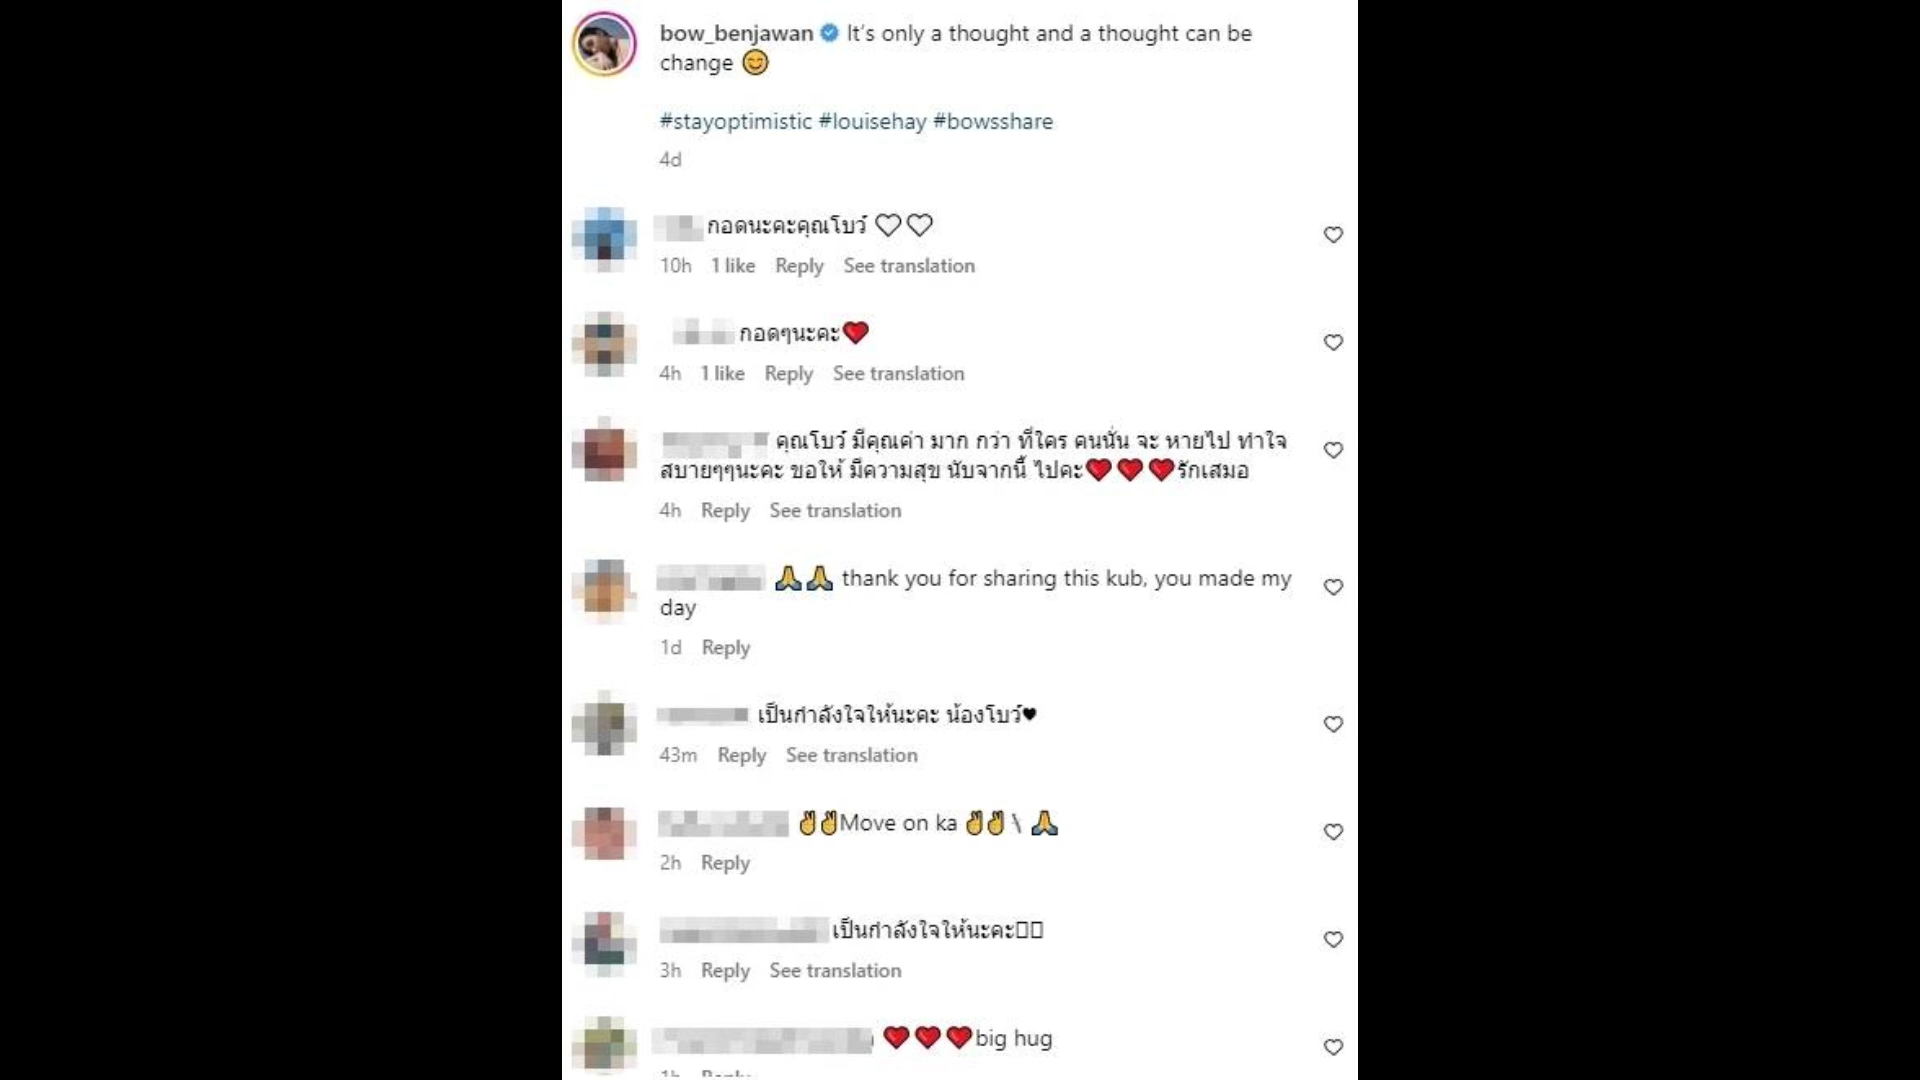 bow_benjawan It's only a thought and a thought can be
change 😊
#stayoptimistic #louisehay #bowsshare
4d
กอดนะคะคุณโบว์ 🤍🤍
10h 1 like Reply See translation
กอดๆนะคะ❤️
4h 1 like Reply See translation
คุณโบว์ มีคุณค่า มาก กว่า ที่ใคร คนนั่น จะ หายไป ทำใจ
สบายๆๆนะคะ ขอให้ มีความสุข นับจากนี้ ไปคะ❤️❤️❤️รักเสมอ
4h Reply See translation
🙏🙏 thank you for sharing this kub, you made my
day
1d Reply
เป็นกำลังใจให้นะคะ น้องโบว์♥
43m Reply See translation
✌️✌️Move on ka ✌️✌️\ 🙏
2h Reply
เป็นกำลังใจให้นะคะ▯▯
3h Reply See translation
❤️❤️❤️big hug
1h Reply